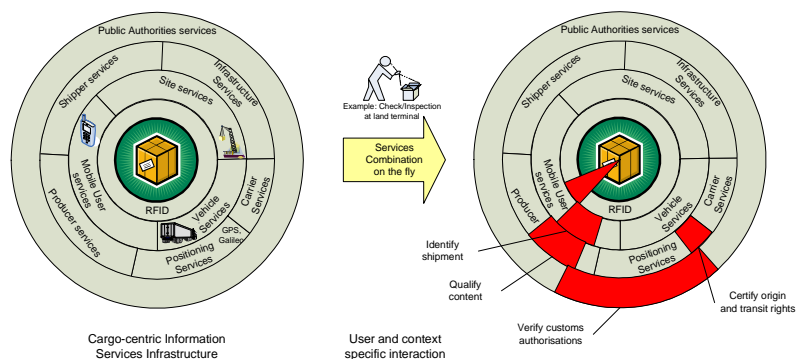 Public Authorities services
Shipper services
Infrastructure
Services
Site services
Mobile User
services
RFID
Vehicle
Services
Carrier
Services
Producer services
GPS,
Galileo
Positioning
Services
Cargo-centric Information
Services Infrastructure
Example: Check/Inspection
at land terminal
Services
Combination
on the fly
User and context
specific interaction
Public Authorities services
Shipper services
Infrastructure
Services
Site services
Mobile User
services
RFID
Vehicle
Services
Carrier
Services
Producer
Positioning
Services
Identify
shipment
Qualify
content
Verify customs
authorisations
Certify origin
and transit rights